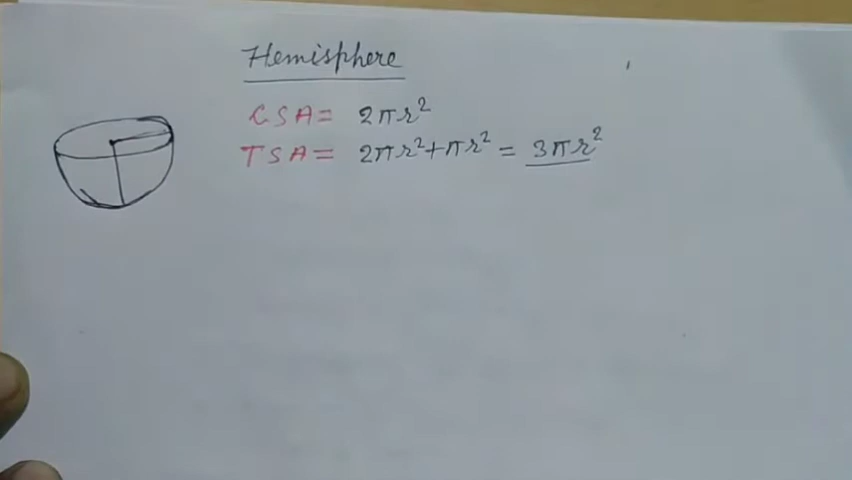 Hemisphere
CSA = 2πr²
TSA = 2πr²+πr² = 3πr²